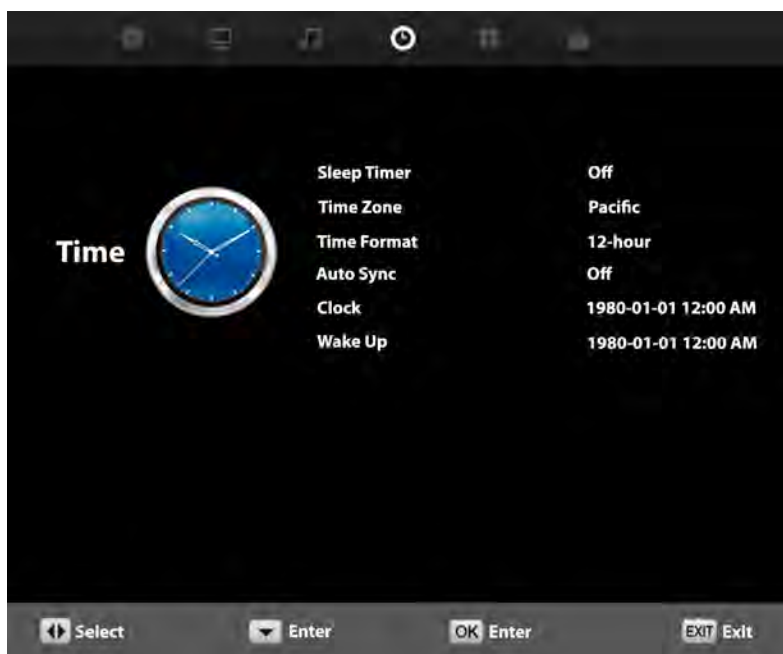 Sleep Timer Off
Time Zone Pacific
Time
Time Format 12-hour
Auto Sync Off
Clock 1980-01-01 12:00 AM
Wake Up 1980-01-01 12:00 AM
Select Enter OK Enter EXIT Exit